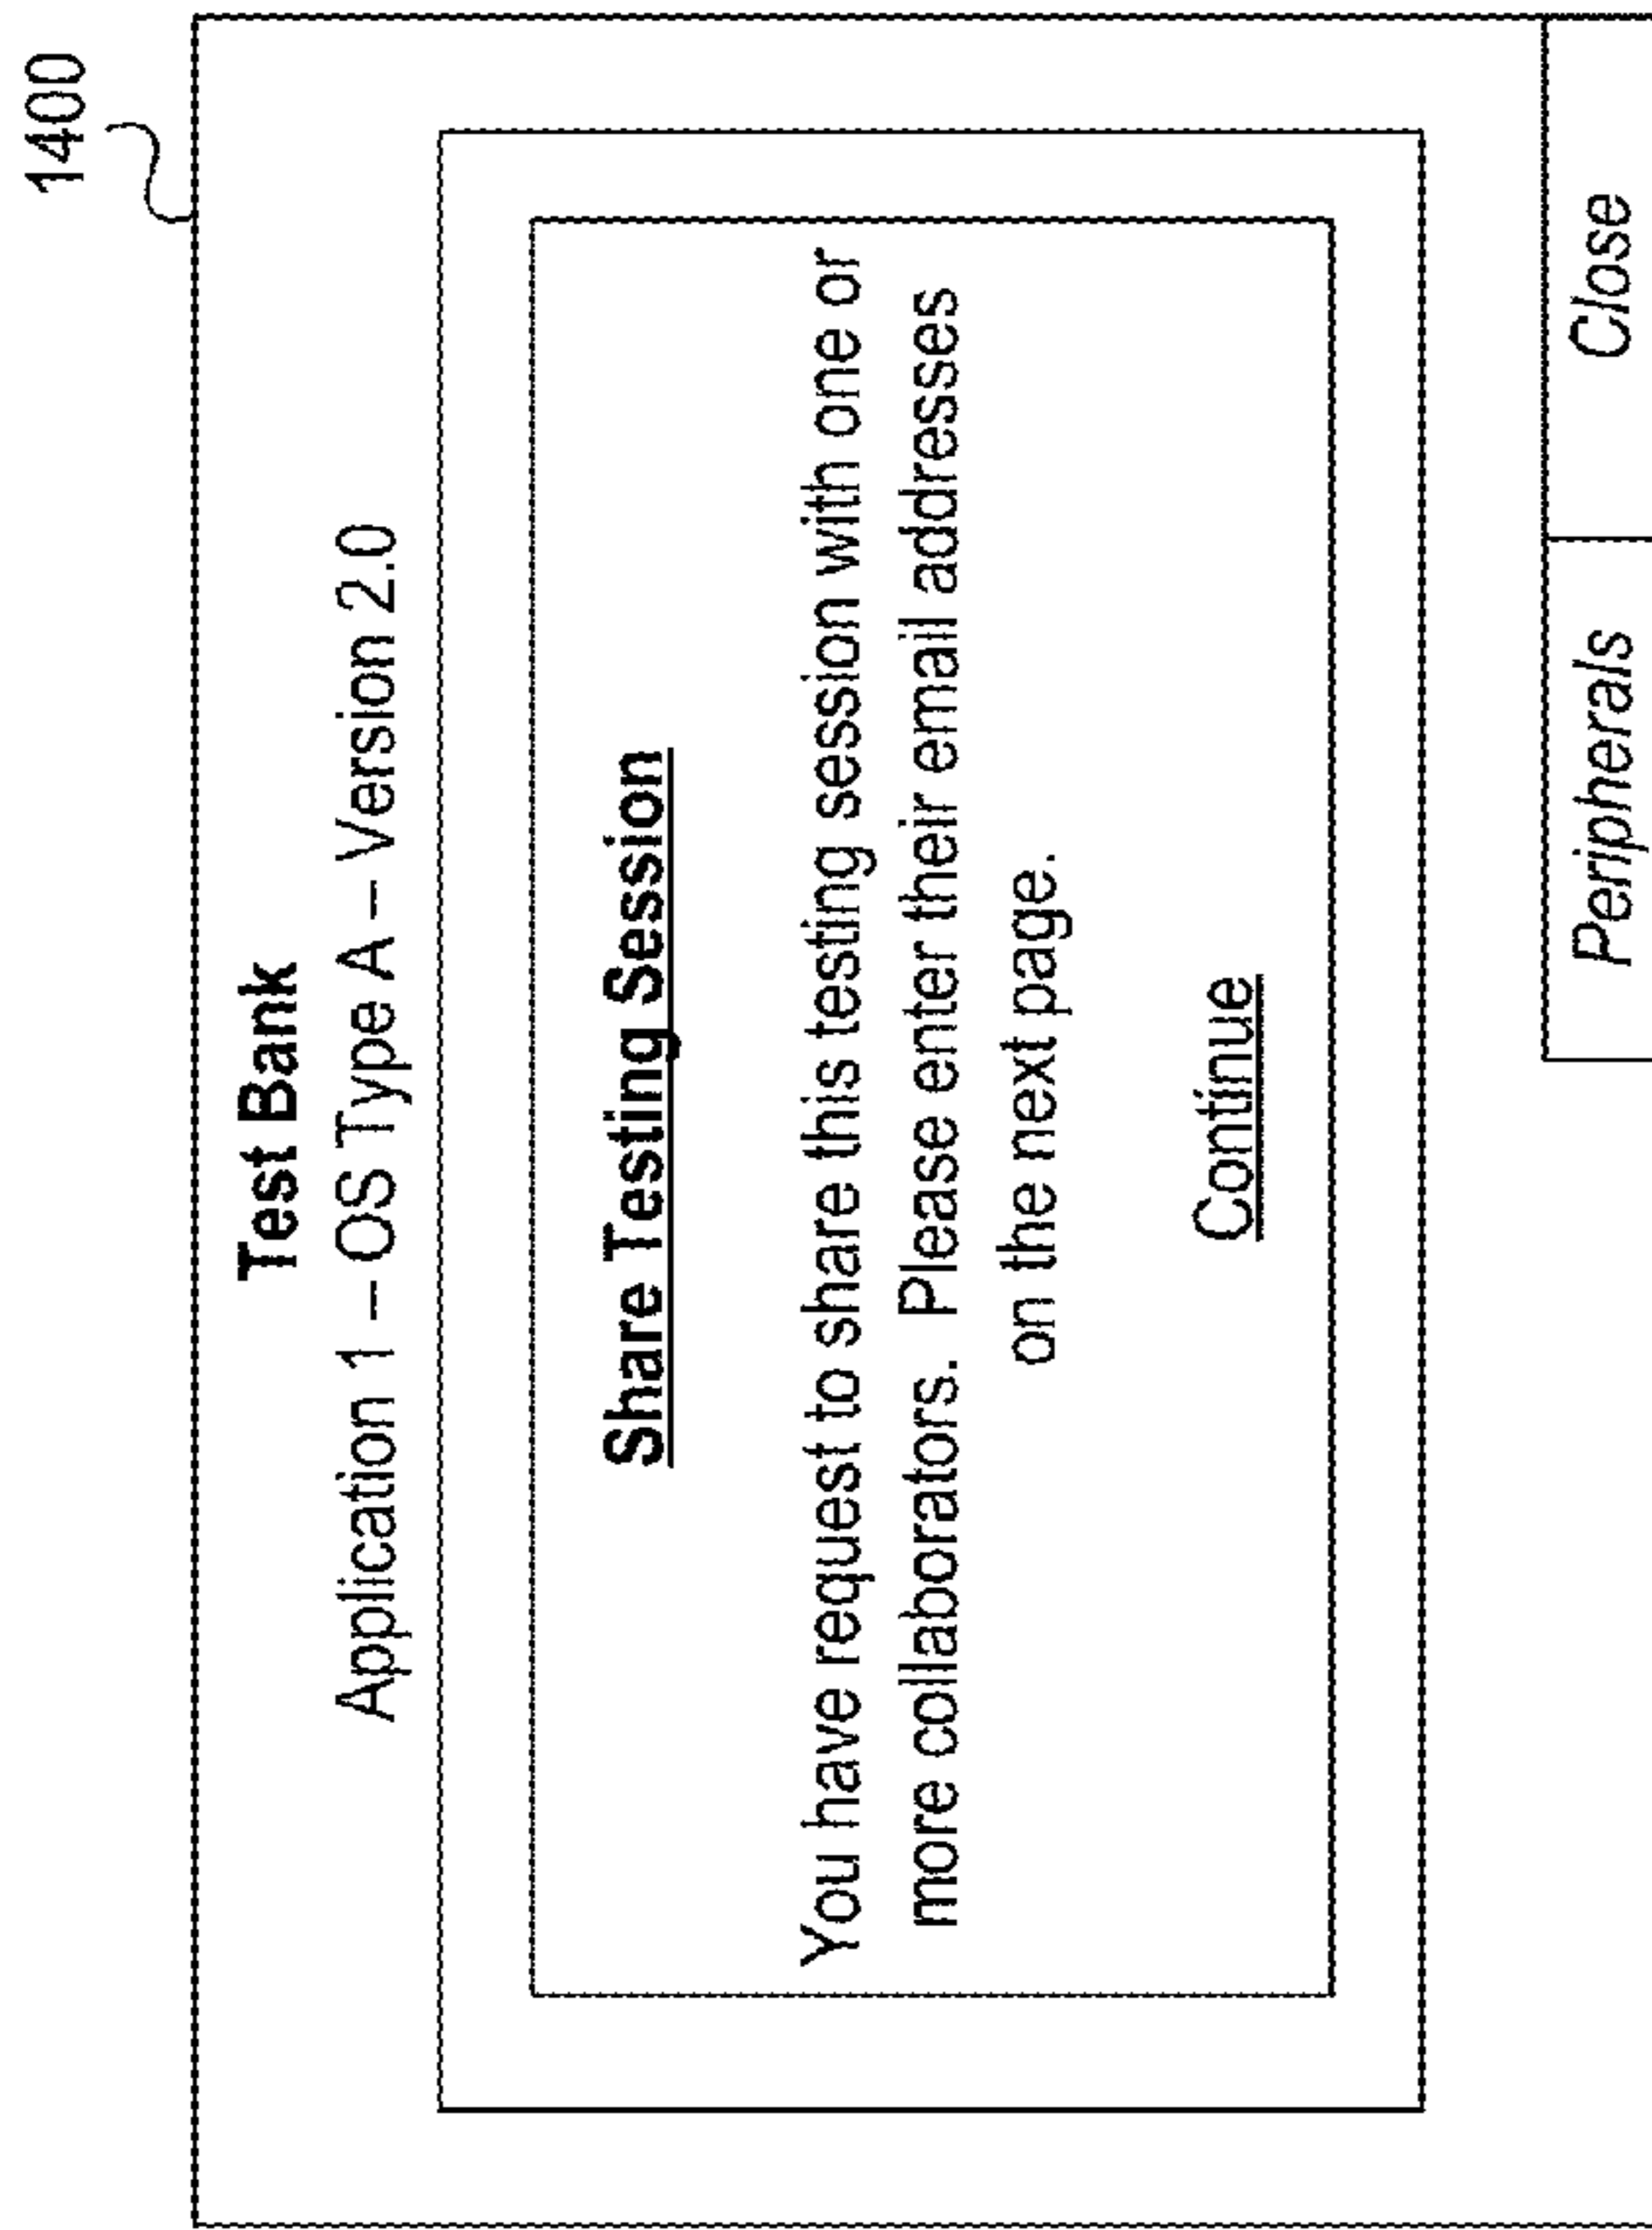 1400
Test Bank
Application 1 – OS Type A – Version 2.0
Share Testing Session
You have request to share this testing session with one or
more collaborators.  Please enter their email addresses
on the next page.
Continue
Peripherals
Close